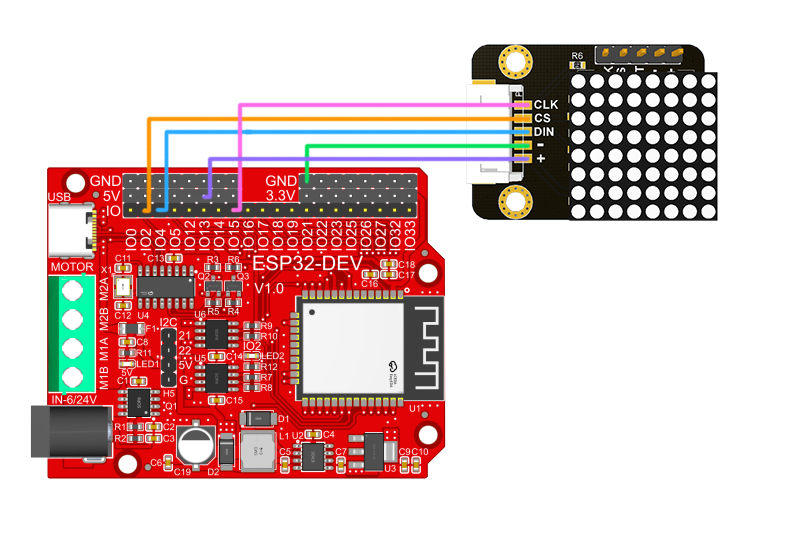 R6
CLK
CS
DIN
-
+
GND
GND
USB
5V
3.3V
IO
IO0
IO2
IO4
IO5
IO12
IO13
IO14
IO15
IO16
IO17
IO18
IO19
IO21
IO22
IO23
IO25
IO26
IO27
IO32
IO33
MOTOR
X1
C11
C13
R3
R6
ESP32-DEV
C18
C17
C16
Q2
Q3
V1.0
M2A
M2B
M1A
M1B
C12
U4
R5
R4
F1
I2C
U6
R9
R10
21
22
5V
G
C8
R11
LED1
5V
IO2
C14
LED2
U5
R12
R7
R8
C1
H5
C15
IN-6/24V
Q1
D1
U1
R1
C2
R2
C3
L1
U2
C4
C6
C19
D2
C5
C7
U3
C9
C10